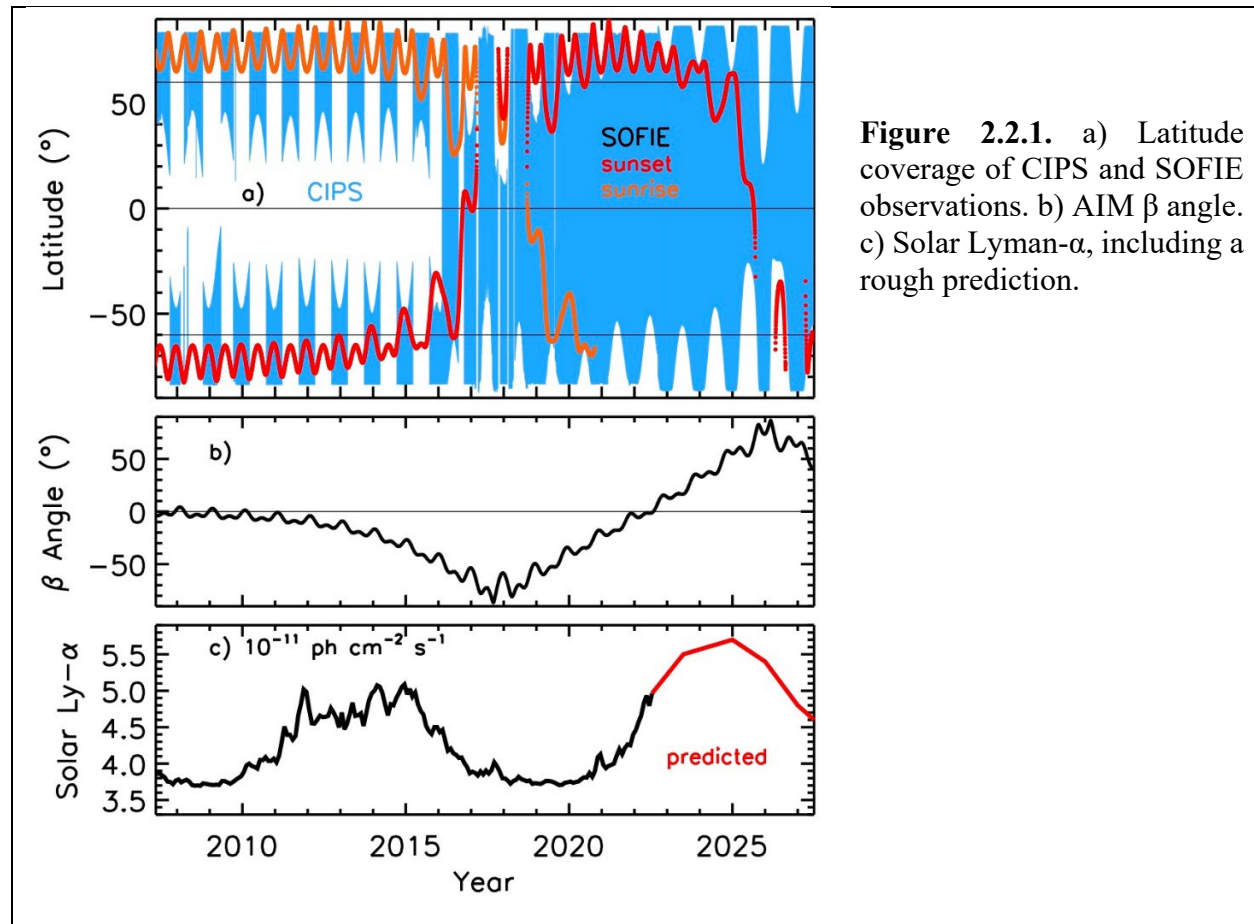 50
0
−50
Latitude (°)
a)
CIPS
SOFIE
sunset
sunrise
50
0
−50
β Angle (°)
b)
5.5
5.0
4.5
4.0
3.5
Solar Ly−α
c) 10⁻¹¹ ph cm⁻² s⁻¹
predicted
2010 2015 2020 2025
Year
Figure 2.2.1. a) Latitude
coverage of CIPS and SOFIE
observations. b) AIM β angle.
c) Solar Lyman-α, including a
rough prediction.